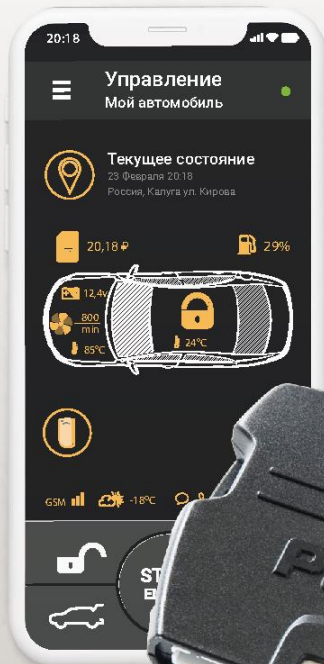 20:18
Управление
Мой автомобиль
Текущее состояние
23 Февраля 20:18
Россия, Калуга ул. Кирова
20,18 ₽
29%
12,4v
800
min
85°C
24°C
GSM
-18°C